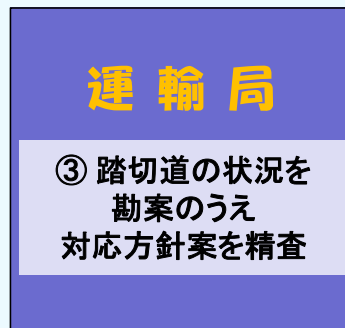 運輸局
③ 踏切道の状況を
勘案のうえ
対応方針案を精査